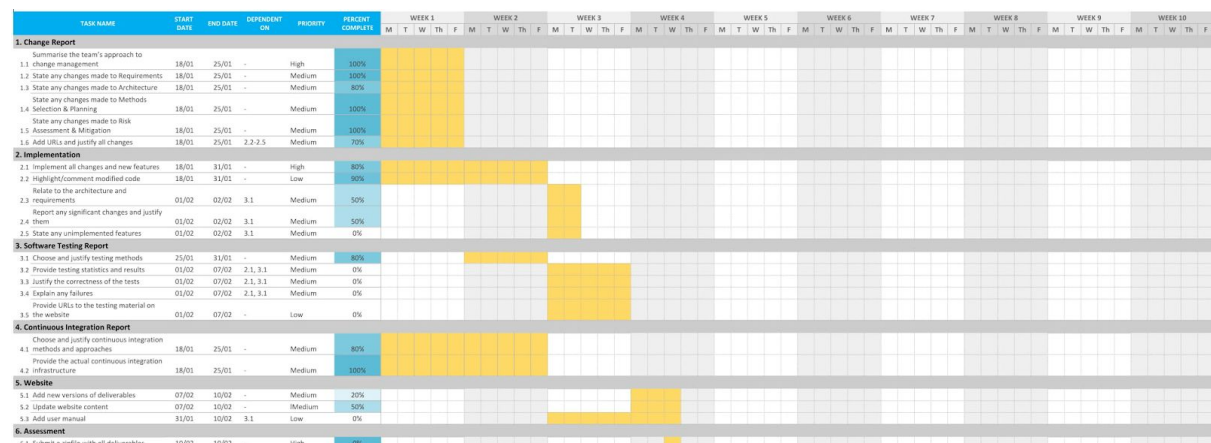 TASK NAME START DATE END DATE DEPENDENT ON PRIORITY PERCENT COMPLETE WEEK 1 WEEK 2 WEEK 3 WEEK 4 WEEK 5 WEEK 6 WEEK 7 WEEK 8 WEEK 9 WEEK 10
M T W Th F M T W Th F M T W Th F M T W Th F M T W Th F M T W Th F M T W Th F M T W Th F M T W Th F M T W Th F
1. Change Report
Summarise the team's approach to
1.1 change management 18/01 25/01 - High 100%
1.2 State any changes made to Requirements 18/01 25/01 - Medium 100%
1.3 State any changes made to Architecture 18/01 25/01 - Medium 80%
State any changes made to Methods
1.4 Selection & Planning 18/01 25/01 - Medium 100%
State any changes made to Risk
1.5 Assessment & Mitigation 18/01 25/01 - Medium 100%
1.6 Add URLs and justify all changes 18/01 25/01 2.2-2.5 Medium 70%
2. Implementation
2.1 Implement all changes and new features 18/01 31/01 - High 80%
2.2 Highlight/comment modified code 18/01 31/01 - Low 90%
Relate to the architecture and
2.3 requirements 01/02 02/02 3.1 Medium 50%
Report any significant changes and justify
2.4 them 01/02 02/02 3.1 Medium 50%
2.5 State any unimplemented features 01/02 02/02 3.1 Medium 0%
3. Software Testing Report
3.1 Choose and justify testing methods 25/01 31/01 - Medium 80%
3.2 Provide testing statistics and results 01/02 07/02 2.1, 3.1 Medium 0%
3.3 Justify the correctness of the tests 01/02 07/02 2.1, 3.1 Medium 0%
3.4 Explain any failures 01/02 07/02 2.1, 3.1 Medium 0%
Provide URLs to the testing material on
3.5 the website 01/02 07/02 - Low 0%
4. Continuous Integration Report
Choose and justify continuous integration
4.1 methods and approaches 18/01 25/01 - Medium 80%
Provide the actual continuous integration
4.2 infrastructure 18/01 25/01 - Medium 100%
5. Website
5.1 Add new versions of deliverables 07/02 10/02 - Medium 20%
5.2 Update website content 07/02 10/02 - IMedium 50%
5.3 Add user manual 31/01 10/02 3.1 Low 0%
6. Assessment